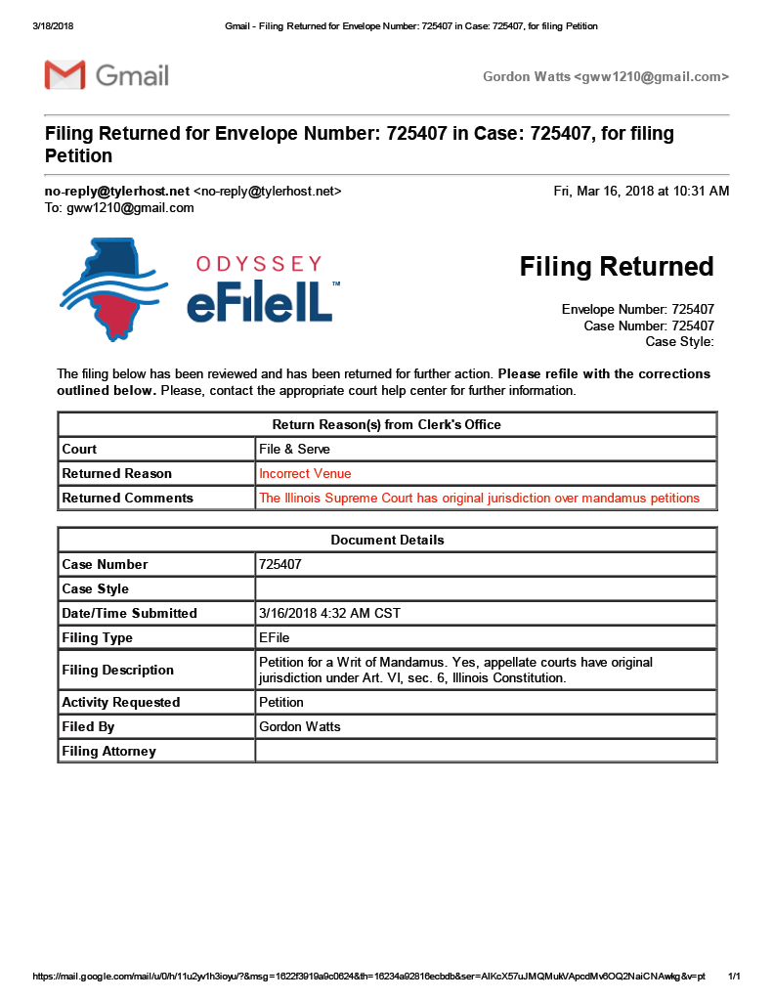 3/18/2018 Gmail - Filing Returned for Envelope Number: 725407 in Case: 725407, for filing Petition
Gmail
Gordon Watts <gww1210@gmail.com>
Filing Returned for Envelope Number: 725407 in Case: 725407, for filing
Petition
no-reply@tylerhost.net <no-reply@tylerhost.net> Fri, Mar 16, 2018 at 10:31 AM
To: gww1210@gmail.com
ODYSSEY
eFileIL™
Filing Returned
Envelope Number: 725407
Case Number: 725407
Case Style:
The filing below has been reviewed and has been returned for further action. Please refile with the corrections
outlined below. Please, contact the appropriate court help center for further information.
Return Reason(s) from Clerk's Office
Court File & Serve
Returned Reason Incorrect Venue
Returned Comments The Illinois Supreme Court has original jurisdiction over mandamus petitions
Document Details
Case Number 725407
Case Style
Date/Time Submitted 3/16/2018 4:32 AM CST
Filing Type EFile
Filing Description Petition for a Writ of Mandamus. Yes, appellate courts have original
jurisdiction under Art. VI, sec. 6, Illinois Constitution.
Activity Requested Petition
Filed By Gordon Watts
Filing Attorney
https://mail.google.com/mail/u/0/h/11u2yv1h3ioyu/?&msg=1622f3919a9c0624&th=16234a92816ecbdb&ser=AIKcX57uJMQMukVApcdMv6OQ2NaiCNAwkg&v=pt 1/1